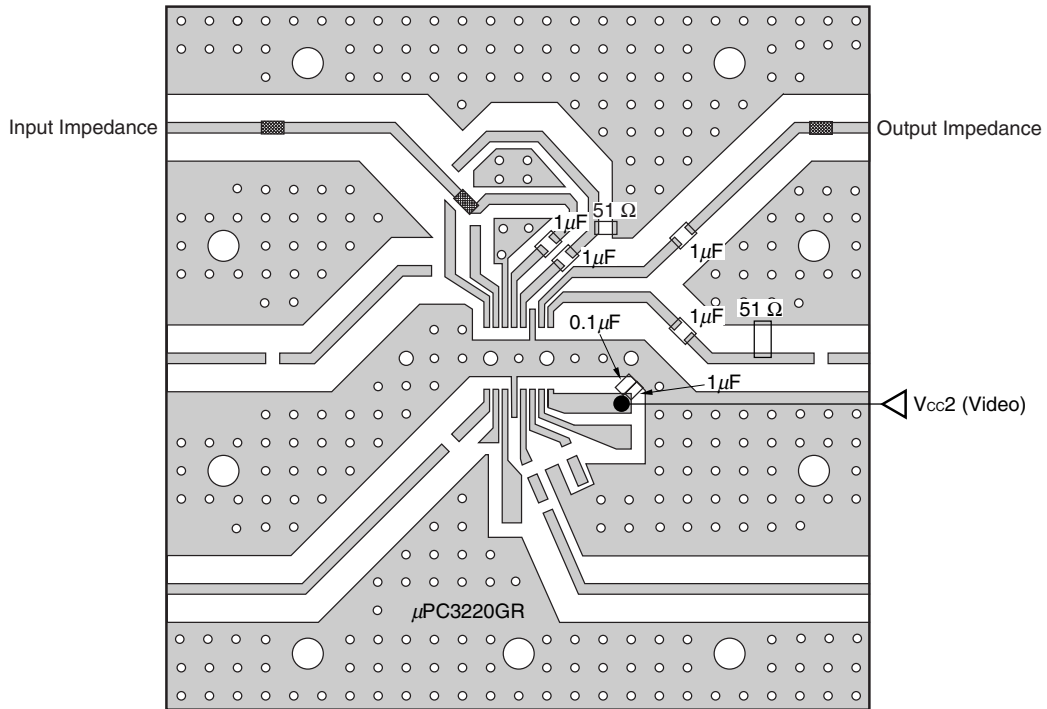 Input Impedance
Output Impedance
51 Ω
1µF
1µF
1µF
1µF
51 Ω
0.1µF
1µF
VCC2 (Video)
µPC3220GR